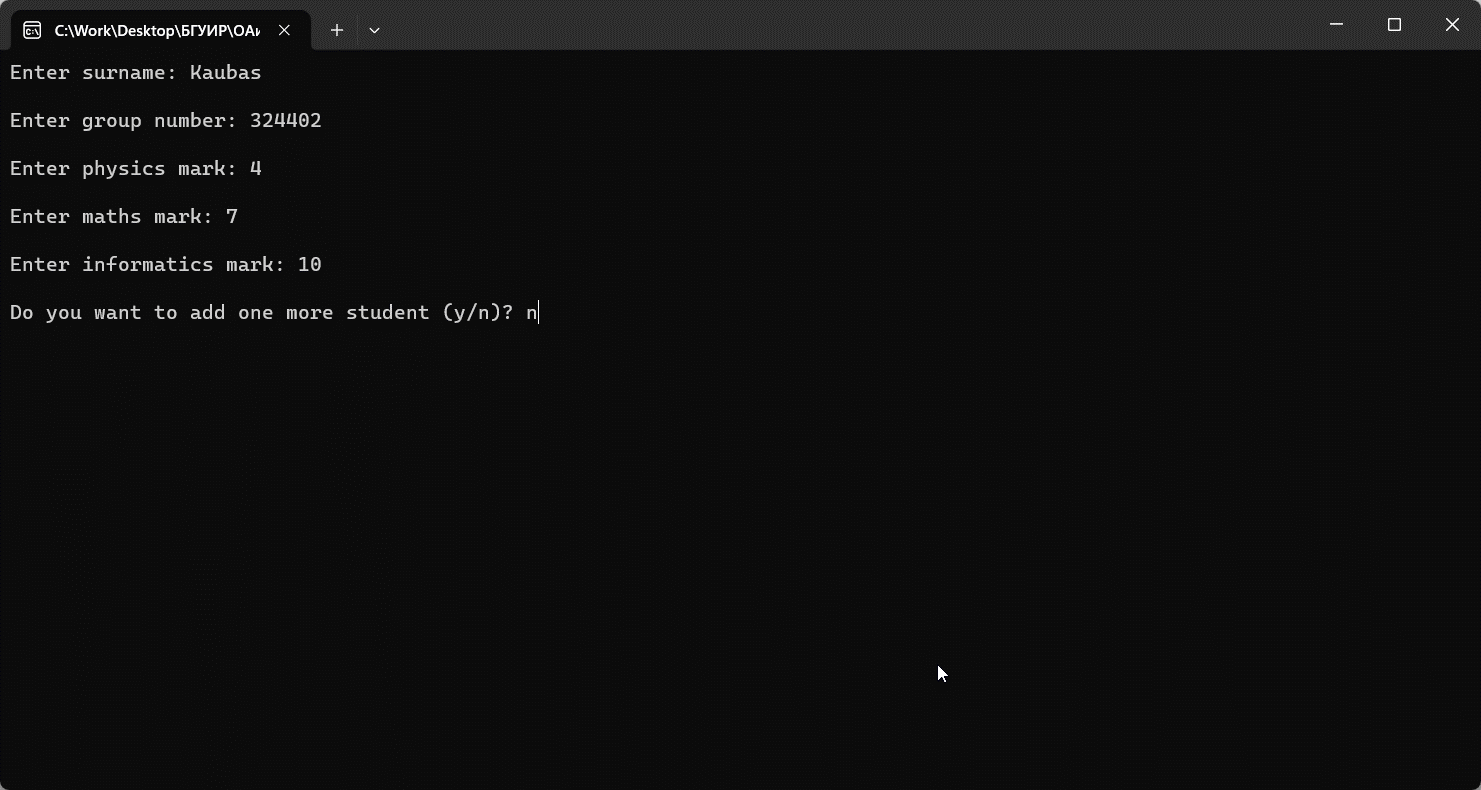 C:\Work\Desktop\БГУИР\ОАи
Enter surname: Kaubas
Enter group number: 324402
Enter physics mark: 4
Enter maths mark: 7
Enter informatics mark: 10
Do you want to add one more student (y/n)? n